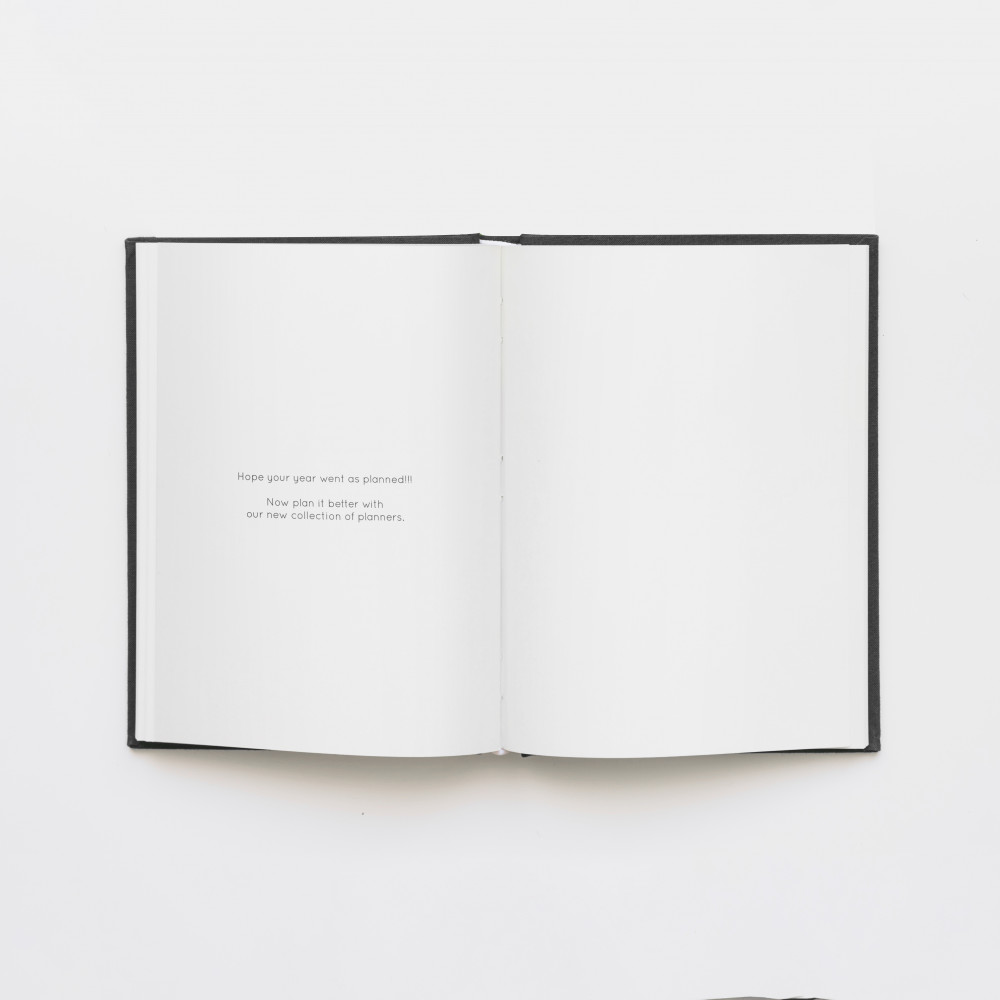 Hope your year went as planned!!!
Now plan it better with
our new collection of planners.